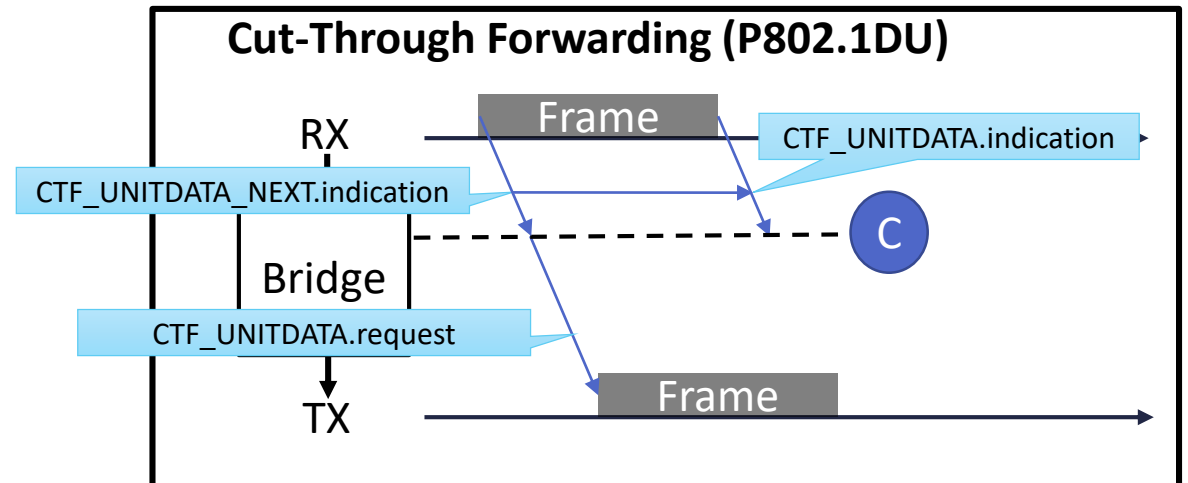 Cut-Through Forwarding (P802.1DU)
Frame
RX
CTF_UNITDATA.indication
CTF_UNITDATA_NEXT.indication
C
Bridge
CTF_UNITDATA.request
Frame
TX